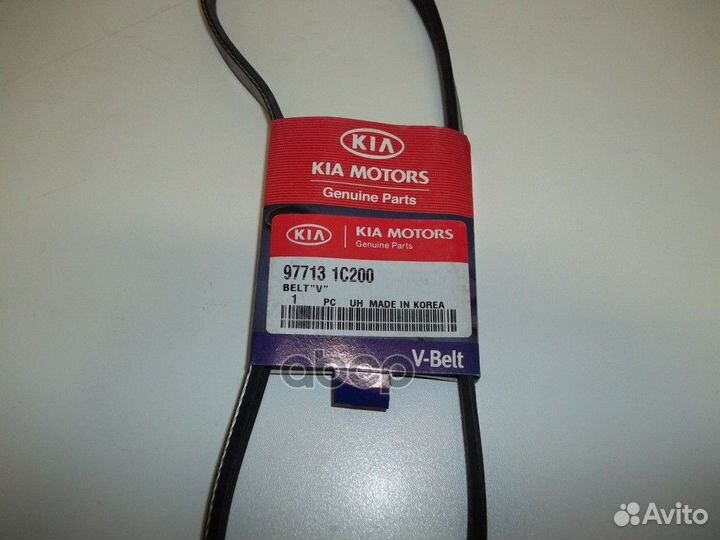 KIA
KIA MOTORS
Genuine Parts
KIA
KIA MOTORS
Genuine Parts
97713 1C200
BELT"V"
1 PC UH MADE IN KOREA
V-Belt
Avito